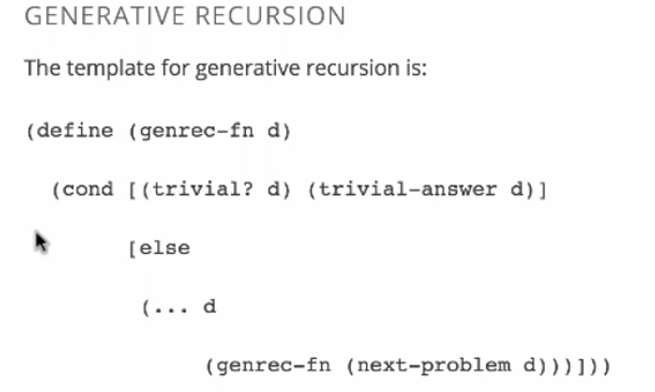 GENERATIVE RECURSION
The template for generative recursion is:
(define (genrec-fn d)
(cond [(trivial? d) (trivial-answer d)]
[else
(... d
(genrec-fn (next-problem d)))]))